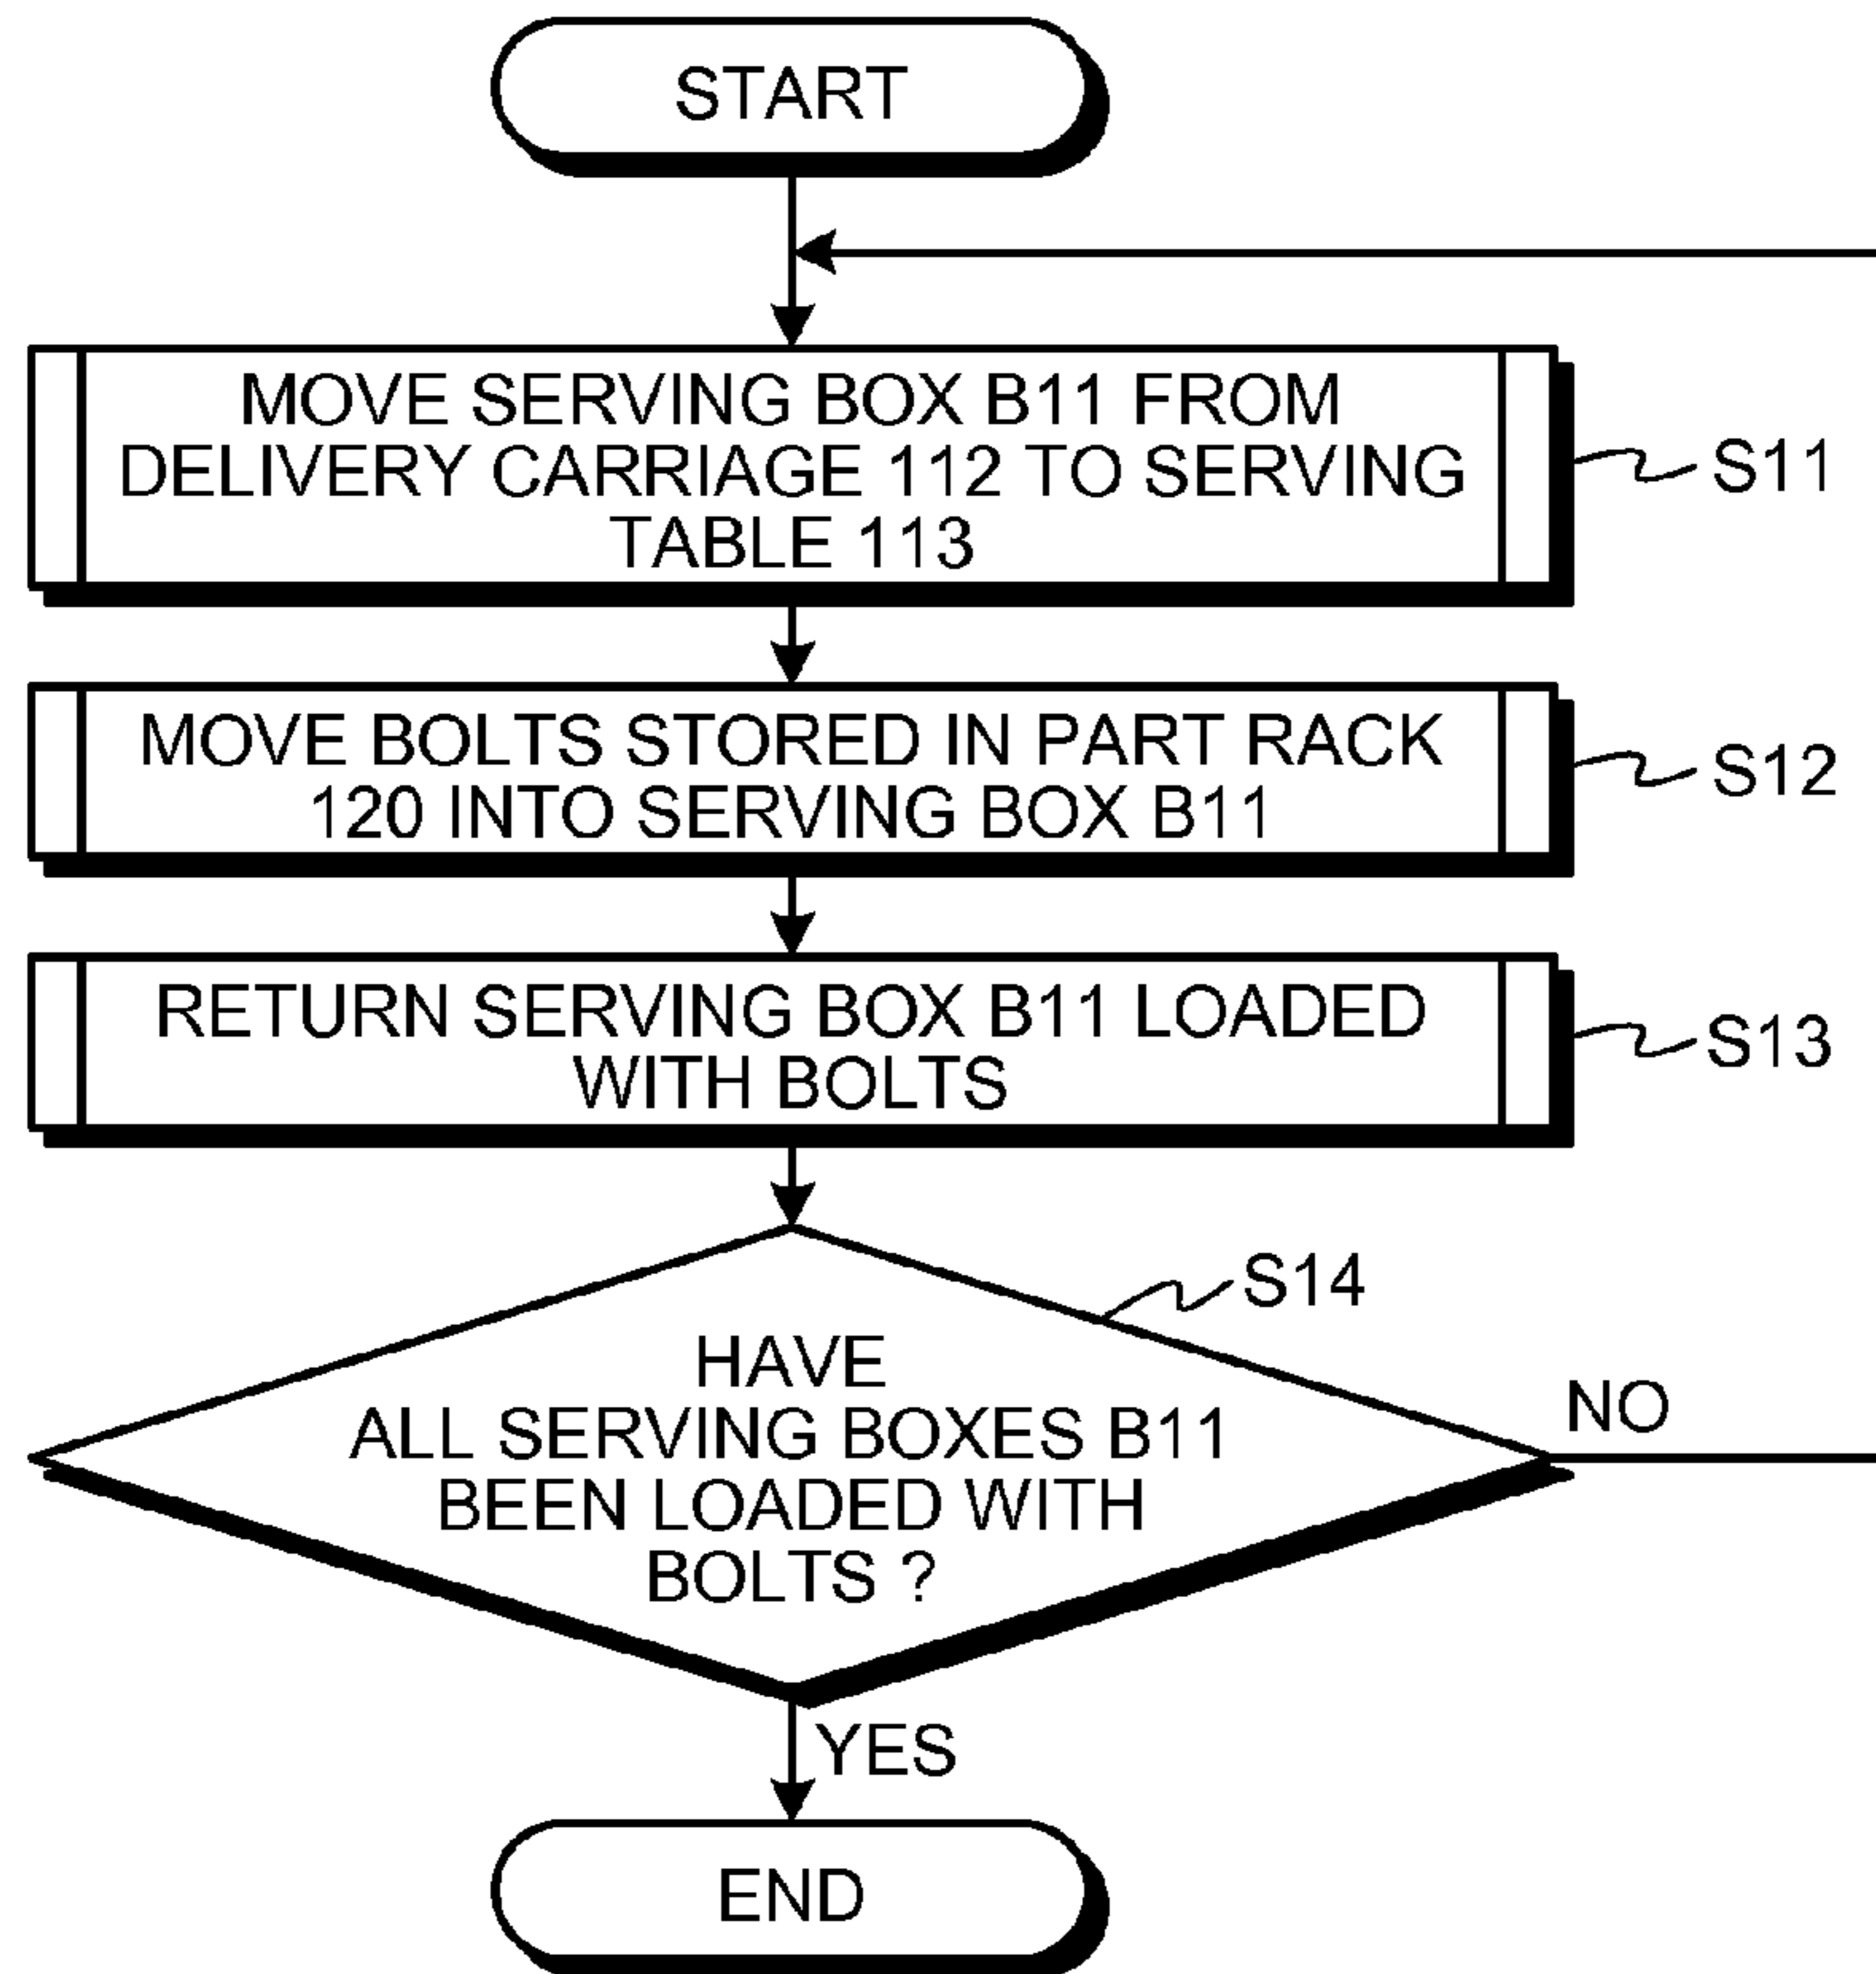 START
MOVE SERVING BOX B11 FROM
DELIVERY CARRIAGE 112 TO SERVING
TABLE 113
S11
MOVE BOLTS STORED IN PART RACK
120 INTO SERVING BOX B11
S12
RETURN SERVING BOX B11 LOADED
WITH BOLTS
S13
S14
HAVE
ALL SERVING BOXES B11
BEEN LOADED WITH
BOLTS ?
NO
YES
END